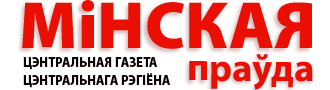 МіНСКАЯ
ЦЭНТРАЛЬНАЯ ГАЗЕТА
ЦЭНТРАЛЬНАГА РЭГІЁНА
праўда